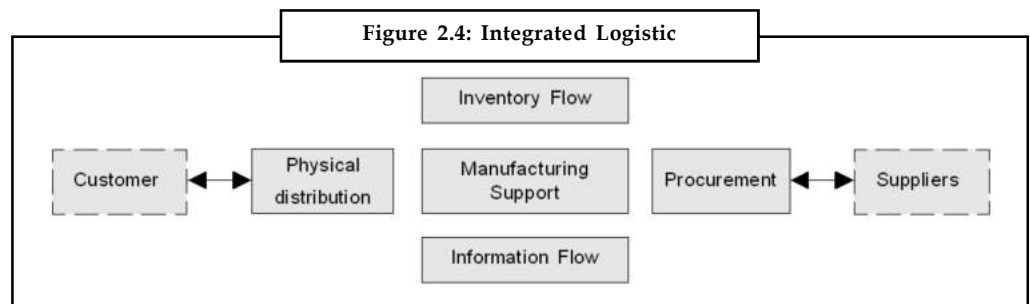 Figure 2.4: Integrated Logistic
Inventory Flow
Customer
Physical
distribution
Manufacturing
Support
Procurement
Suppliers
Information Flow